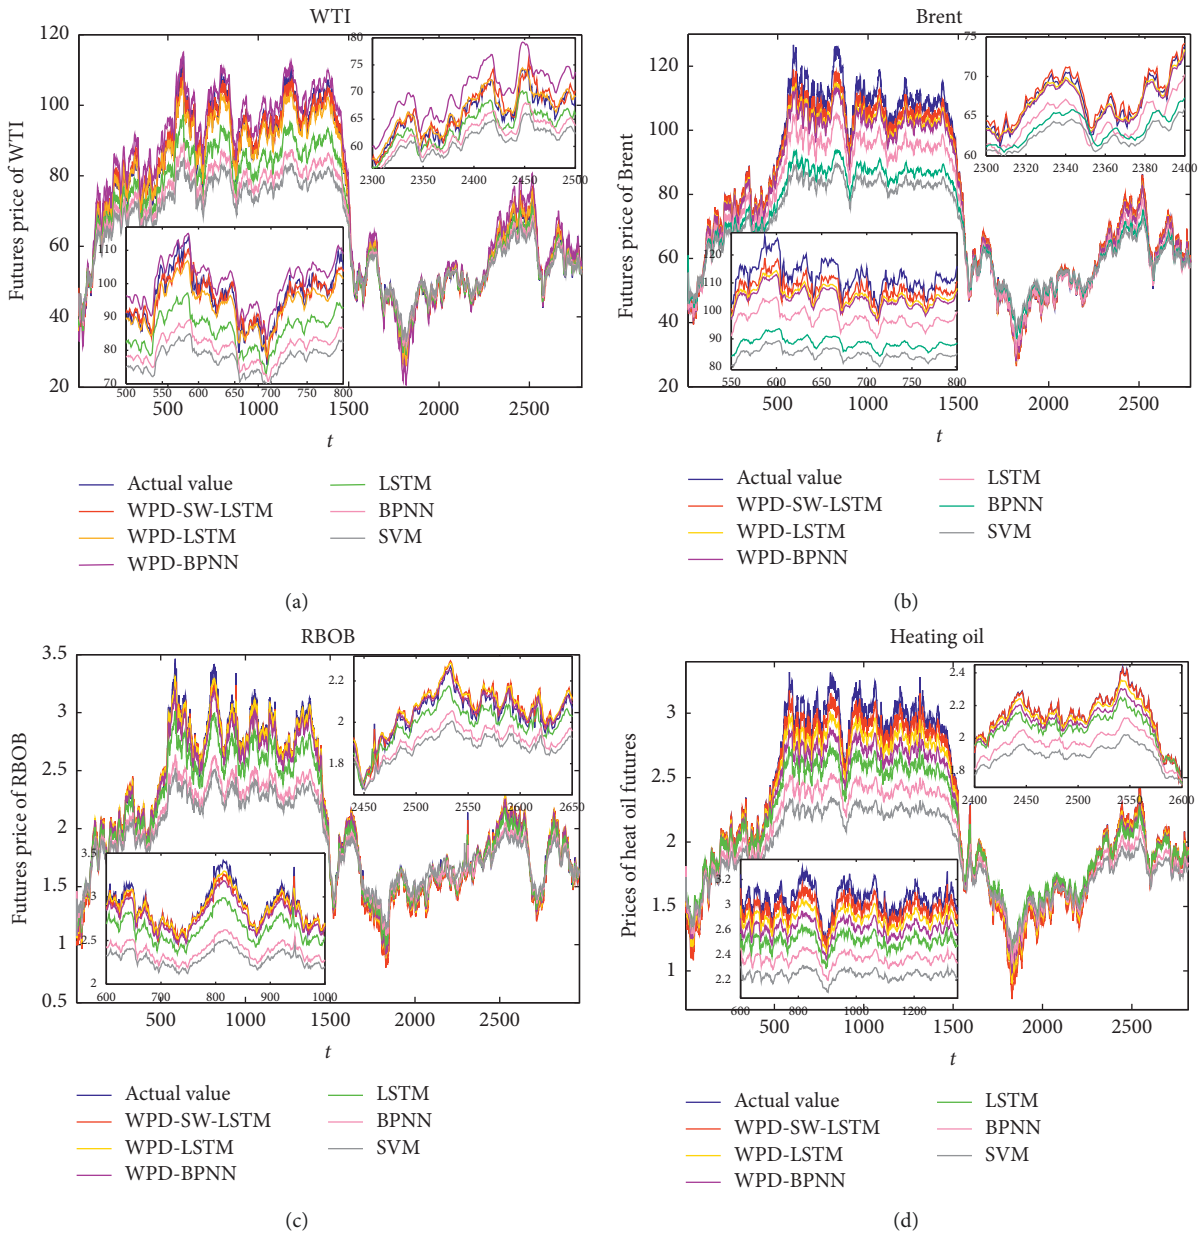 WTI
Futures price of WTI
120
100
80
60
40
20
500 1000 1500 2000 2500
t
80
75
70
65
60
2300 2350 2400 2450 2500
110
100
90
80
70
500 550 600 650 700 750 800
Actual value
WPD-SW-LSTM
WPD-LSTM
WPD-BPNN
LSTM
BPNN
SVM
(a)
Brent
Futures price of Brent
120
100
80
60
40
20
500 1000 1500 2000 2500
t
75
70
65
60
2300 2320 2340 2360 2380 2400
120
110
100
90
80
550 600 650 700 750 800
Actual value
WPD-SW-LSTM
WPD-LSTM
WPD-BPNN
LSTM
BPNN
SVM
(b)
RBOB
Futures price of RBOB
3.5
3
2.5
2
1.5
1
0.5
500 1000 1500 2000 2500
t
2.2
2
1.8
2450 2500 2550 2600 2650
3.5
3
2.5
2
600 700 800 900 1000
Actual value
WPD-SW-LSTM
WPD-LSTM
WPD-BPNN
LSTM
BPNN
SVM
(c)
Heating oil
Prices of heat oil futures
3
2.5
2
1.5
1
500 1000 1500 2000 2500
t
2.4
2.2
2
1.8
2400 2450 2500 2550 2600
3.2
3
2.8
2.6
2.4
2.2
600 800 1000 1200
Actual value
WPD-SW-LSTM
WPD-LSTM
WPD-BPNN
LSTM
BPNN
SVM
(d)